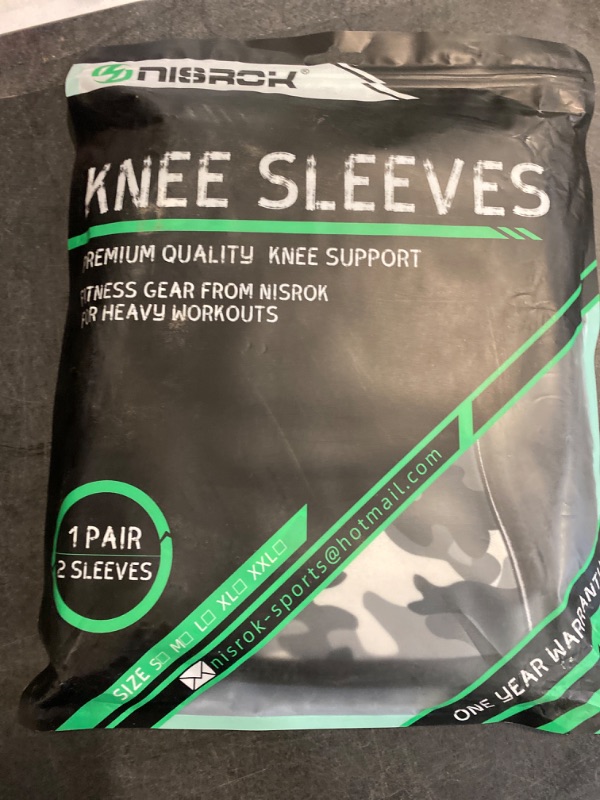 NISROK®
KNEE SLEEVES
PREMIUM QUALITY KNEE SUPPORT
FITNESS GEAR FROM NISROK
FOR HEAVY WORKOUTS
1 PAIR
2 SLEEVES
SIZE S□ M□ L□ XL□ XXL□
nisrok-sports@hotmail.com
ONE YEAR WARRANTY